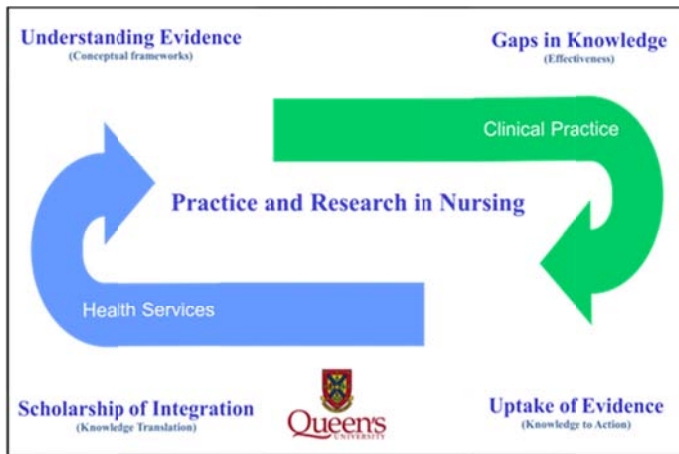 Understanding Evidence
(Conceptual frameworks)
Gaps in Knowledge
(Effectiveness)
Clinical Practice
Practice and Research in Nursing
Health Services
Scholarship of Integration
(Knowledge Translation)
Queen's
UNIVERSITY
Uptake of Evidence
(Knowledge to Action)